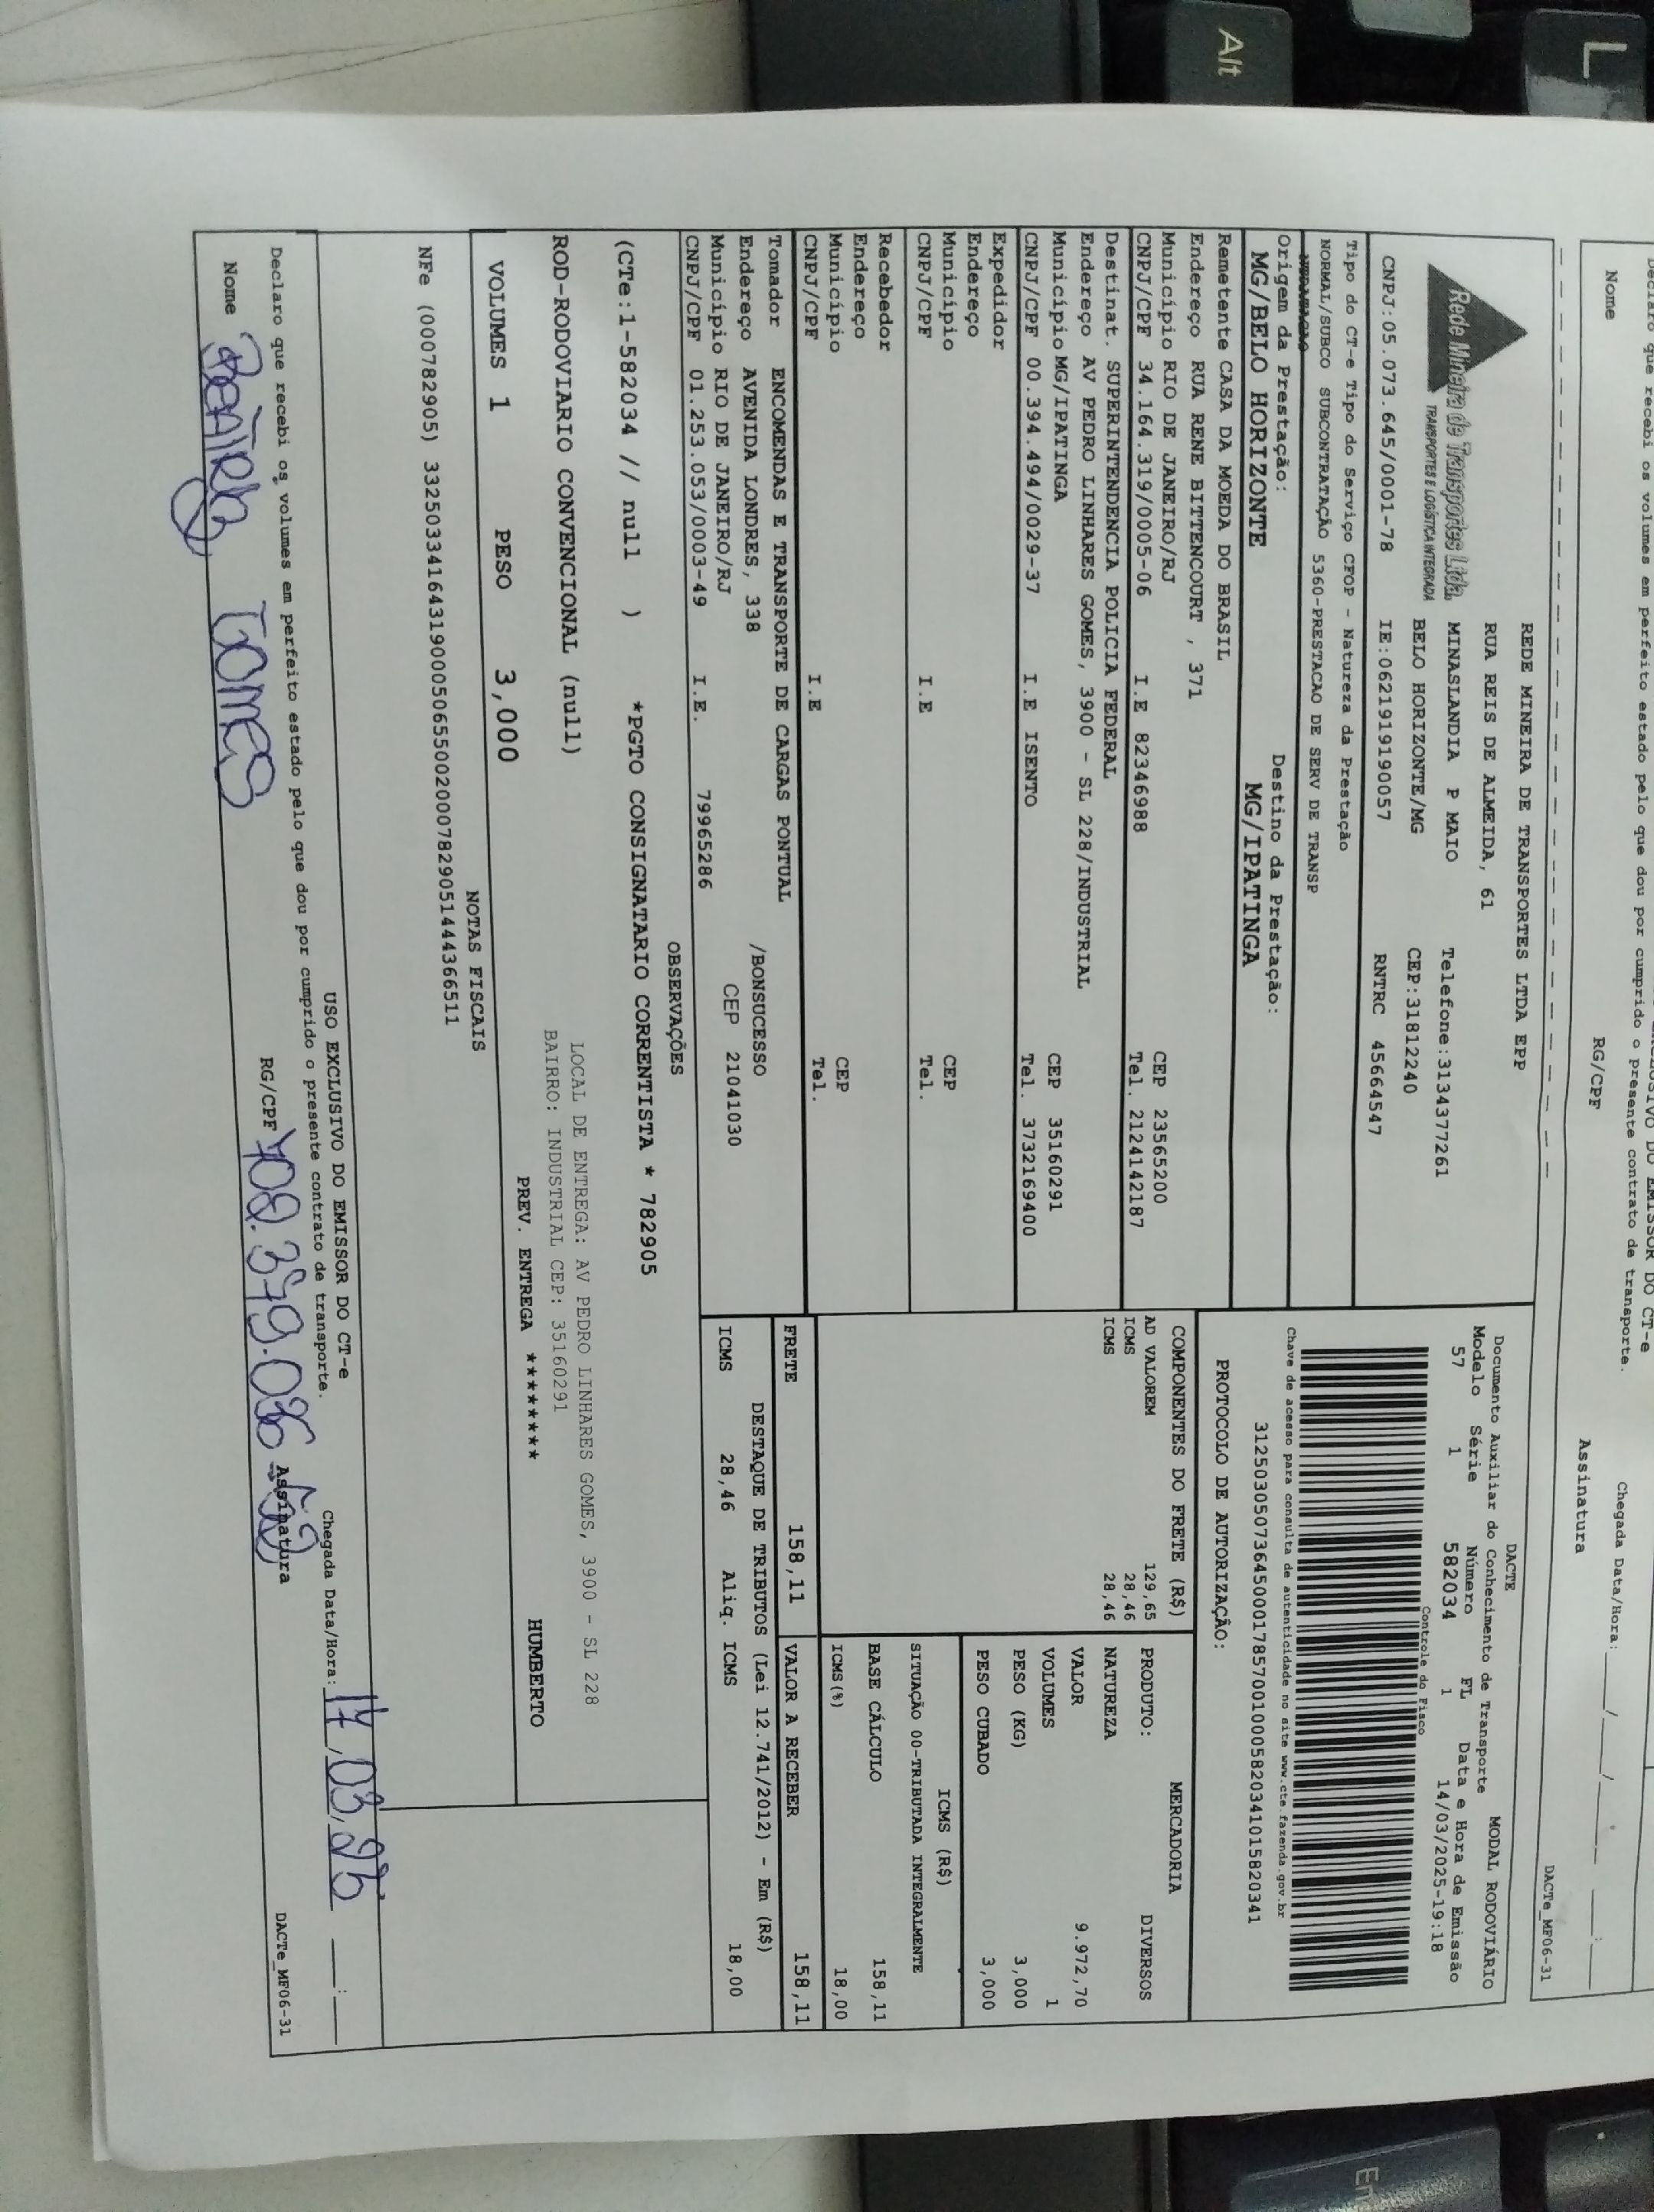 Declaro que recebi os volumes em perfeito estado pelo que dou por cumprido o presente contrato de transporte.
Chegada Data/Hora: ____/____/____ ____:____
Nome RG/CPF Assinatura
DACTe_MF06-31
Rede Mineira de Transportes Ltda.
TRANSPORTES E LOGÍSTICA INTEGRADA
REDE MINEIRA DE TRANSPORTES LTDA EPP
RUA REIS DE ALMEIDA, 61
MINASLANDIA P MAIO Telefone:3134377261
BELO HORIZONTE/MG CEP:31812240
CNPJ:05.073.645/0001-78 IE:0621919190057 RNTRC 45664547
DACTE
Documento Auxiliar do Conhecimento de Transporte MODAL RODOVIÁRIO
Modelo Série Número FL Data e Hora de Emissão
57 1 582034 1 14/03/2025-19:18
Controle do Fisco
Chave de acesso para consulta de autenticidade no site www.cte.fazenda.gov.br
31250305073645000178570010005820341015820341
PROTOCOLO DE AUTORIZAÇÃO:
Tipo do CT-e Tipo do Serviço CFOP - Natureza da Prestação
NORMAL/SUBCO SUBCONTRATAÇÃO 5360-PRESTACAO DE SERV DE TRANSP
Origem da Prestação: Destino da Prestação:
MG/BELO HORIZONTE MG/IPATINGA
Remetente CASA DA MOEDA DO BRASIL
Endereço RUA RENE BITTENCOURT , 371
Município RIO DE JANEIRO/RJ CEP 23565200
CNPJ/CPF 34.164.319/0005-06 I.E 82346988 Tel. 2124142187
Destinat. SUPERINTENDENCIA POLICIA FEDERAL
Endereço AV PEDRO LINHARES GOMES, 3900 - SL 228/INDUSTRIAL
Município MG/IPATINGA CEP 35160291
CNPJ/CPF 00.394.494/0029-37 I.E ISENTO Tel. 3732169400
Expedidor
Endereço
Município CEP
CNPJ/CPF I.E Tel.
Recebedor
Endereço
Município CEP
CNPJ/CPF I.E Tel.
Tomador ENCOMENDAS E TRANSPORTE DE CARGAS PONTUAL
Endereço AVENIDA LONDRES, 338 /BONSUCESSO
Município RIO DE JANEIRO/RJ CEP 21041030
CNPJ/CPF 01.253.053/0003-49 I.E. 79965286
COMPONENTES DO FRETE (R$)
AD VALOREM 129,65
ICMS 28,46
ICMS 28,46
MERCADORIA
PRODUTO: DIVERSOS
NATUREZA
VALOR 9.972,70
VOLUMES 1
PESO (KG) 3,000
PESO CUBADO 3,000
ICMS (R$)
SITUAÇÃO 00-TRIBUTADA INTEGRALMENTE
BASE CÁLCULO 158,11
ICMS(%) 18,00
FRETE 158,11 VALOR A RECEBER 158,11
DESTAQUE DE TRIBUTOS (Lei 12.741/2012) - Em (R$)
ICMS 28,46 Aliq. ICMS 18,00
OBSERVAÇÕES
(CTe:1-582034 // null ) *PGTO CONSIGNATARIO CORRENTISTA * 782905
LOCAL DE ENTREGA: AV PEDRO LINHARES GOMES, 3900 - SL 228
BAIRRO: INDUSTRIAL CEP: 35160291
ROD-RODOVIARIO CONVENCIONAL (null)
PREV. ENTREGA ******** HUMBERTO
VOLUMES 1 PESO 3,000
NOTAS FISCAIS
NFe (000782905) 33250334164319000506550020007829051444366511
USO EXCLUSIVO DO EMISSOR DO CT-e
Declaro que recebi os volumes em perfeito estado pelo que dou por cumprido o presente contrato de transporte.
Chegada Data/Hora: 17/03/25 ____:____
Nome Beatriz Gomes RG/CPF Assinatura
DACTe_MF06-31
Alt
L